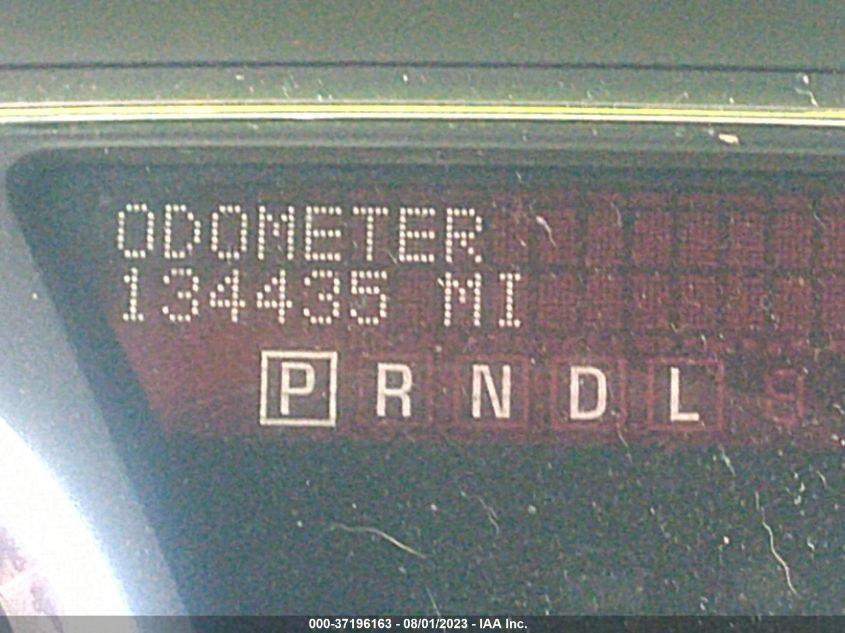 ODOMETER
134435 MI
P R N D L
000-37196163 - 08/01/2023 - IAA Inc.